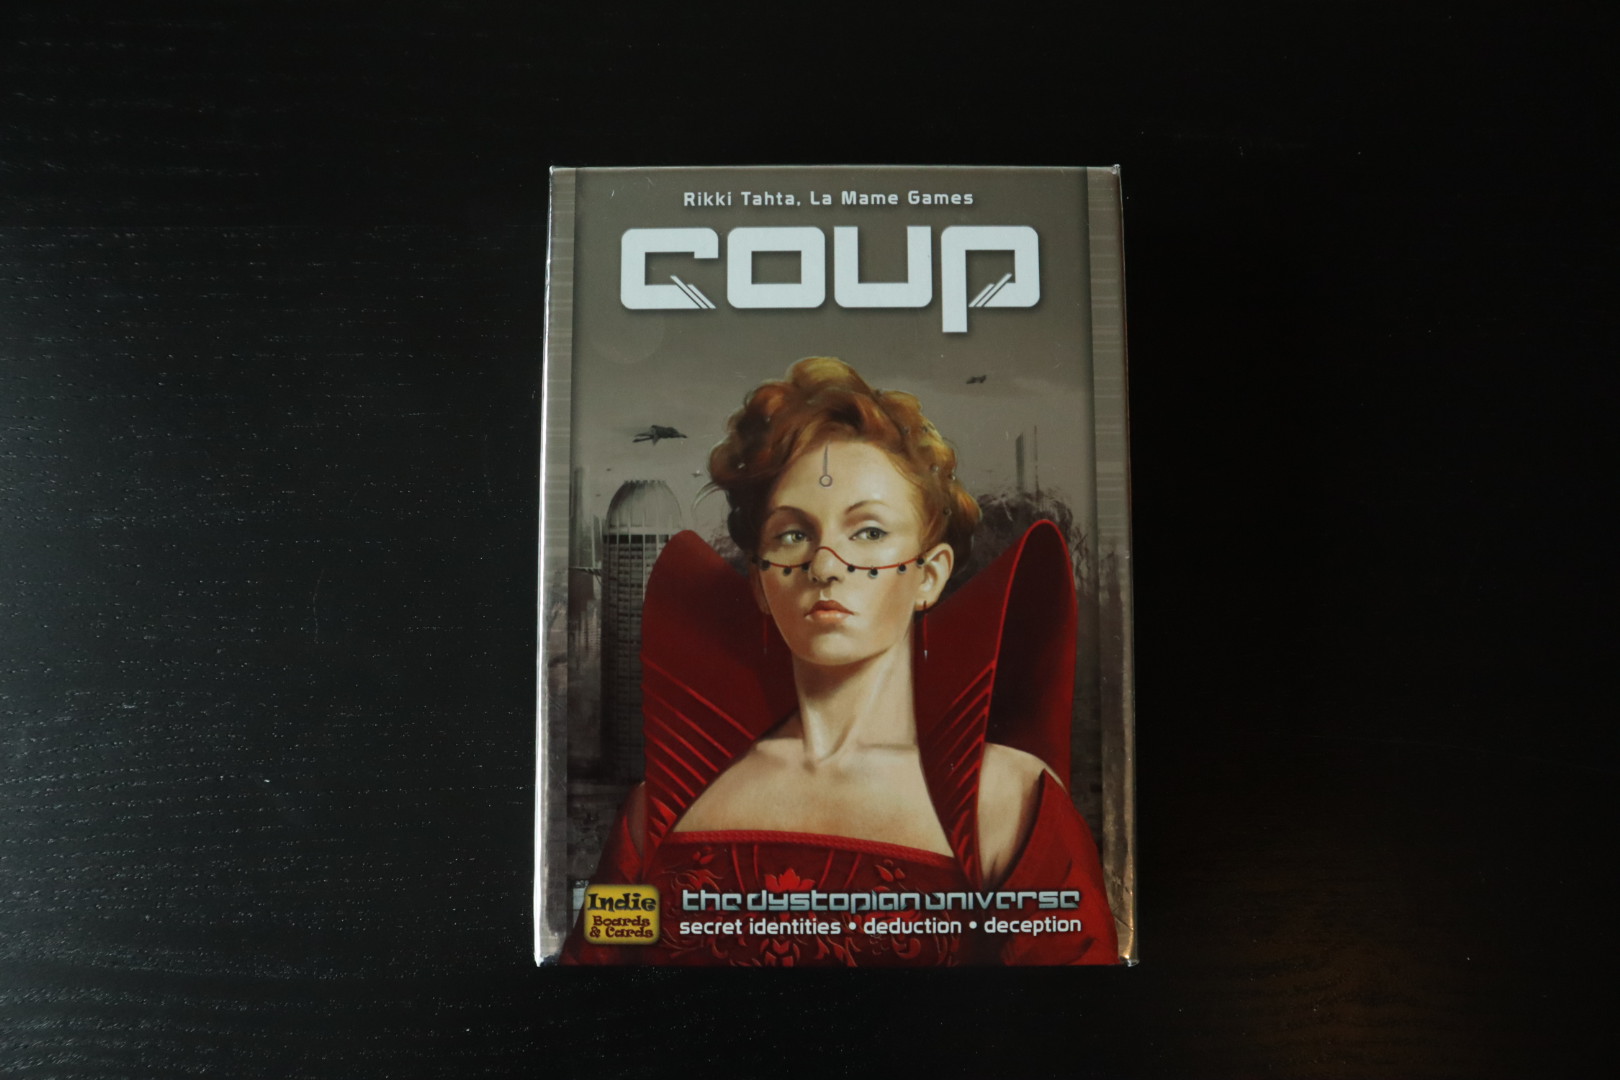 Rikki Tahta, La Mame Games
coup
Indie
Boards
& Cards
the dystopian universe
secret identities • deduction • deception